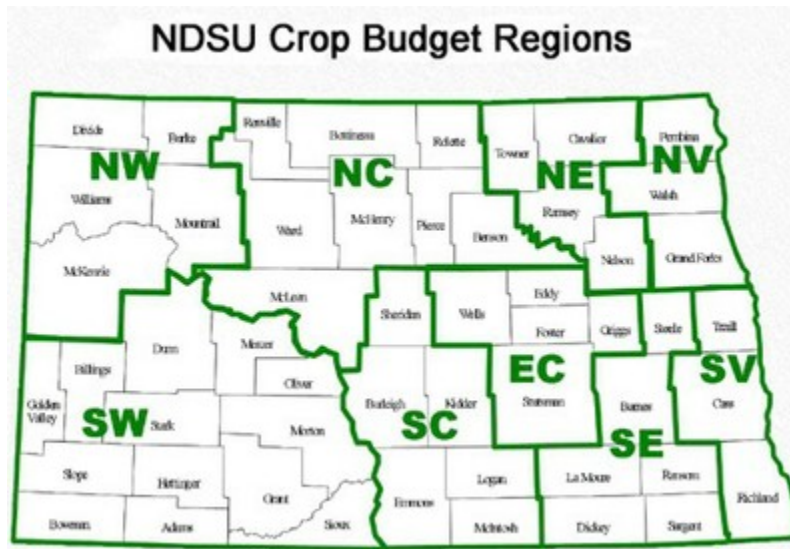 NDSU Crop Budget Regions
Divide
Burke
Renville
Bottineau
Rolette
Towner
Cavalier
Pembina
NW
NC
NE
NV
Williams
Mountrail
Ward
McHenry
Pierce
Benson
Ramsey
Walsh
McKenzie
Nelson
Grand Forks
McLean
Sheridan
Wells
Eddy
Foster
Griggs
Steele
Traill
Dunn
Mercer
Billings
Oliver
EC
SV
Golden
Valley
SW
Stark
Morton
Burleigh
Kidder
SC
Stutsman
Barnes
SE
Cass
Slope
Hettinger
Grant
Emmons
Logan
La Moure
Ransom
Richland
Bowman
Adams
Sioux
McIntosh
Dickey
Sargent